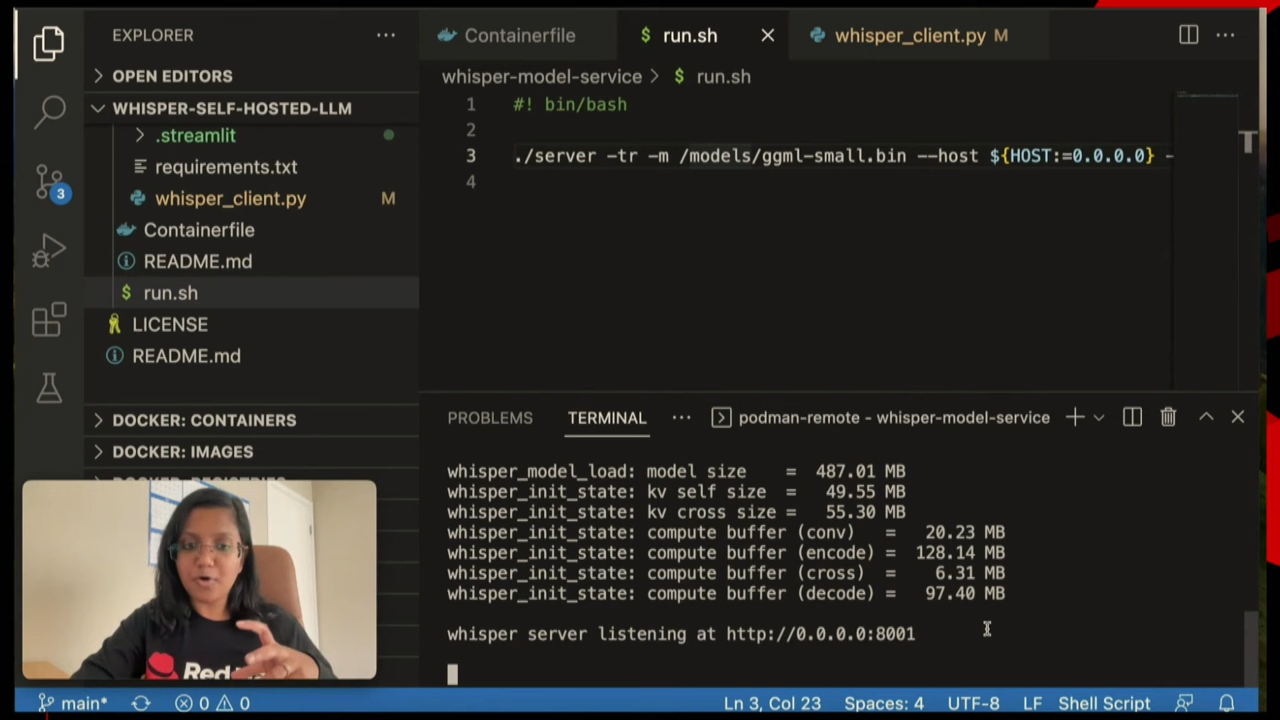 EXPLORER
OPEN EDITORS
WHISPER-SELF-HOSTED-LLM
.streamlit
requirements.txt
whisper_client.py M
Containerfile
README.md
$ run.sh
LICENSE
README.md
DOCKER: CONTAINERS
DOCKER: IMAGES
3
Containerfile
$ run.sh
whisper_client.py M
whisper-model-service > $ run.sh
1 #! bin/bash
2
3 ./server -tr -m /models/ggml-small.bin --host ${HOST:=0.0.0.0} -
4
T
PROBLEMS TERMINAL podman-remote - whisper-model-service
whisper_model_load: model size = 487.01 MB
whisper_init_state: kv self size = 49.55 MB
whisper_init_state: kv cross size = 55.30 MB
whisper_init_state: compute buffer (conv) = 20.23 MB
whisper_init_state: compute buffer (encode) = 128.14 MB
whisper_init_state: compute buffer (cross) = 6.31 MB
whisper_init_state: compute buffer (decode) = 97.40 MB
whisper server listening at http://0.0.0.0:8001
Red
main* 0 0 Ln 3, Col 23 Spaces: 4 UTF-8 LF Shell Script